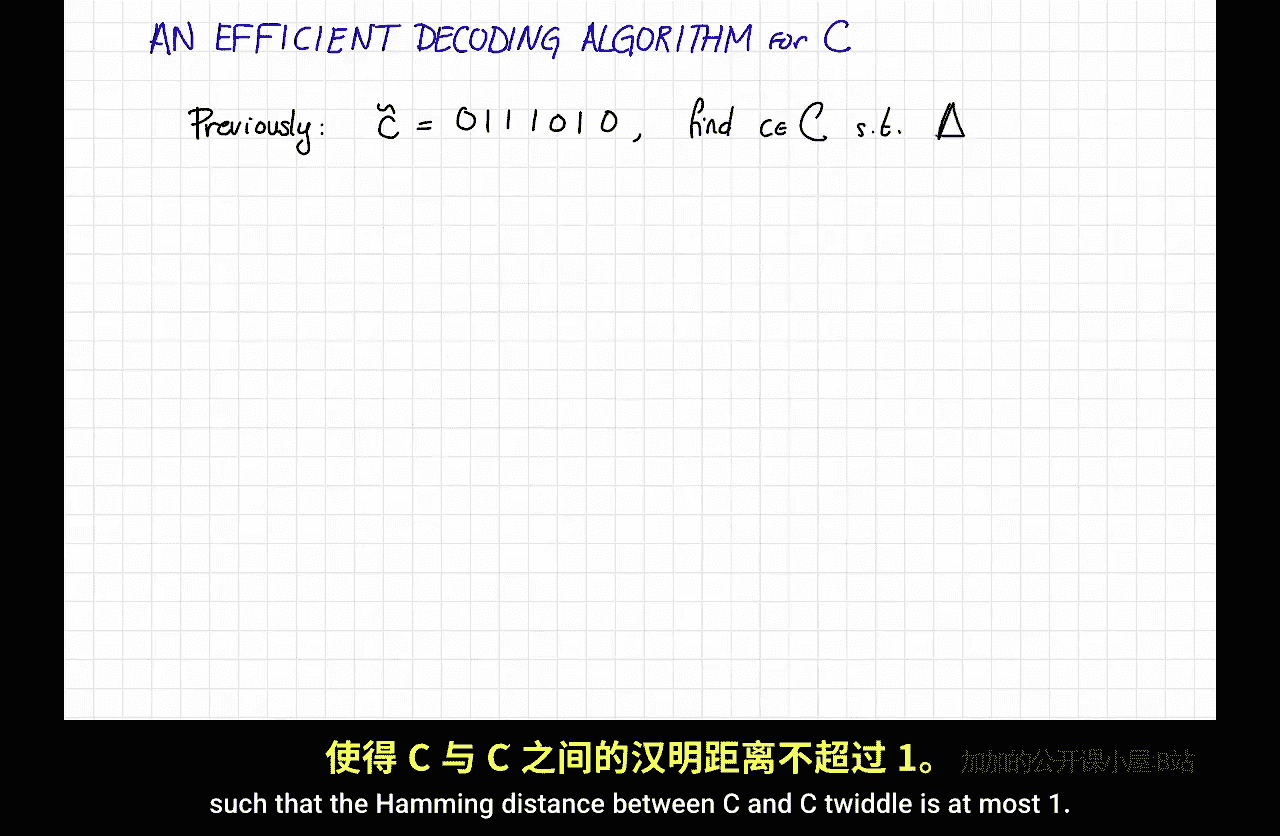 AN EFFICIENT DECODING ALGORITHM for C
Previously: c̃ = 0111010, find c∈C s.t. Δ
使得 C 与 C 之间的汉明距离不超过 1。
加加的公开课小屋:B站
such that the Hamming distance between C and C twiddle is at most 1.